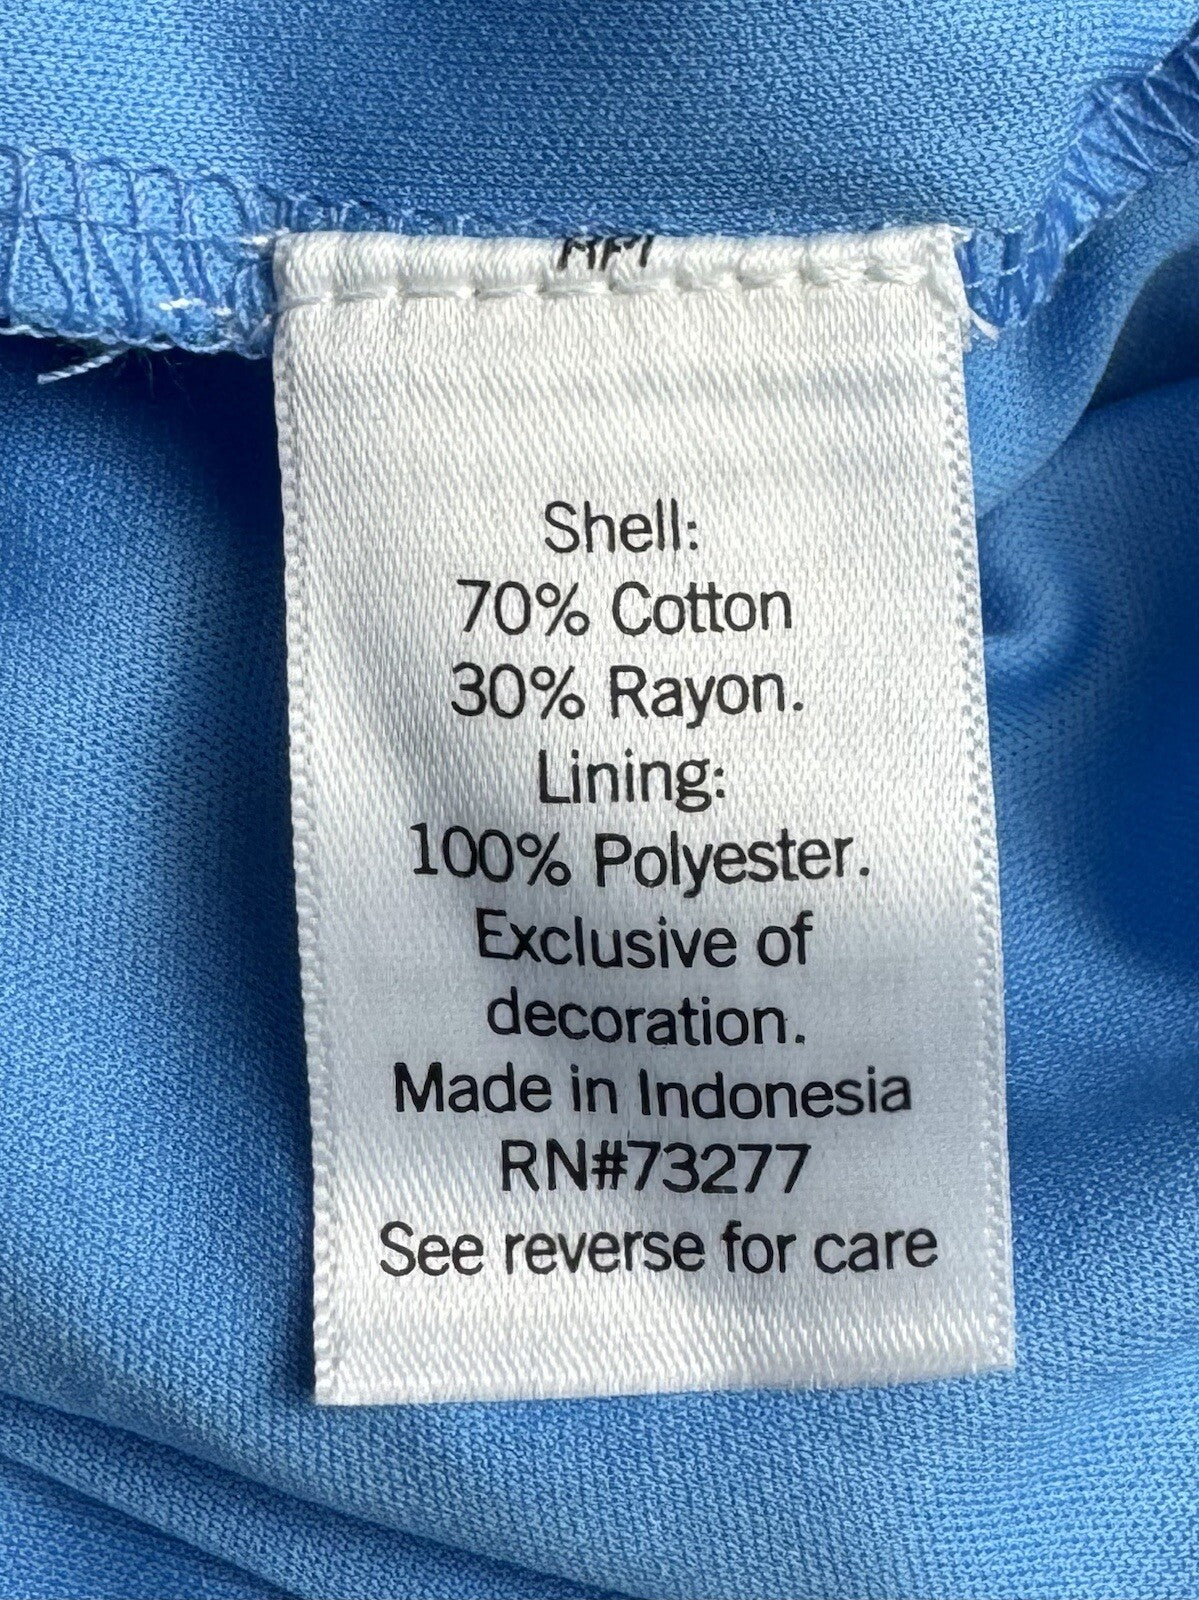 Shell:
70% Cotton
30% Rayon.
Lining:
100% Polyester.
Exclusive of
decoration.
Made in Indonesia
RN#73277
See reverse for care